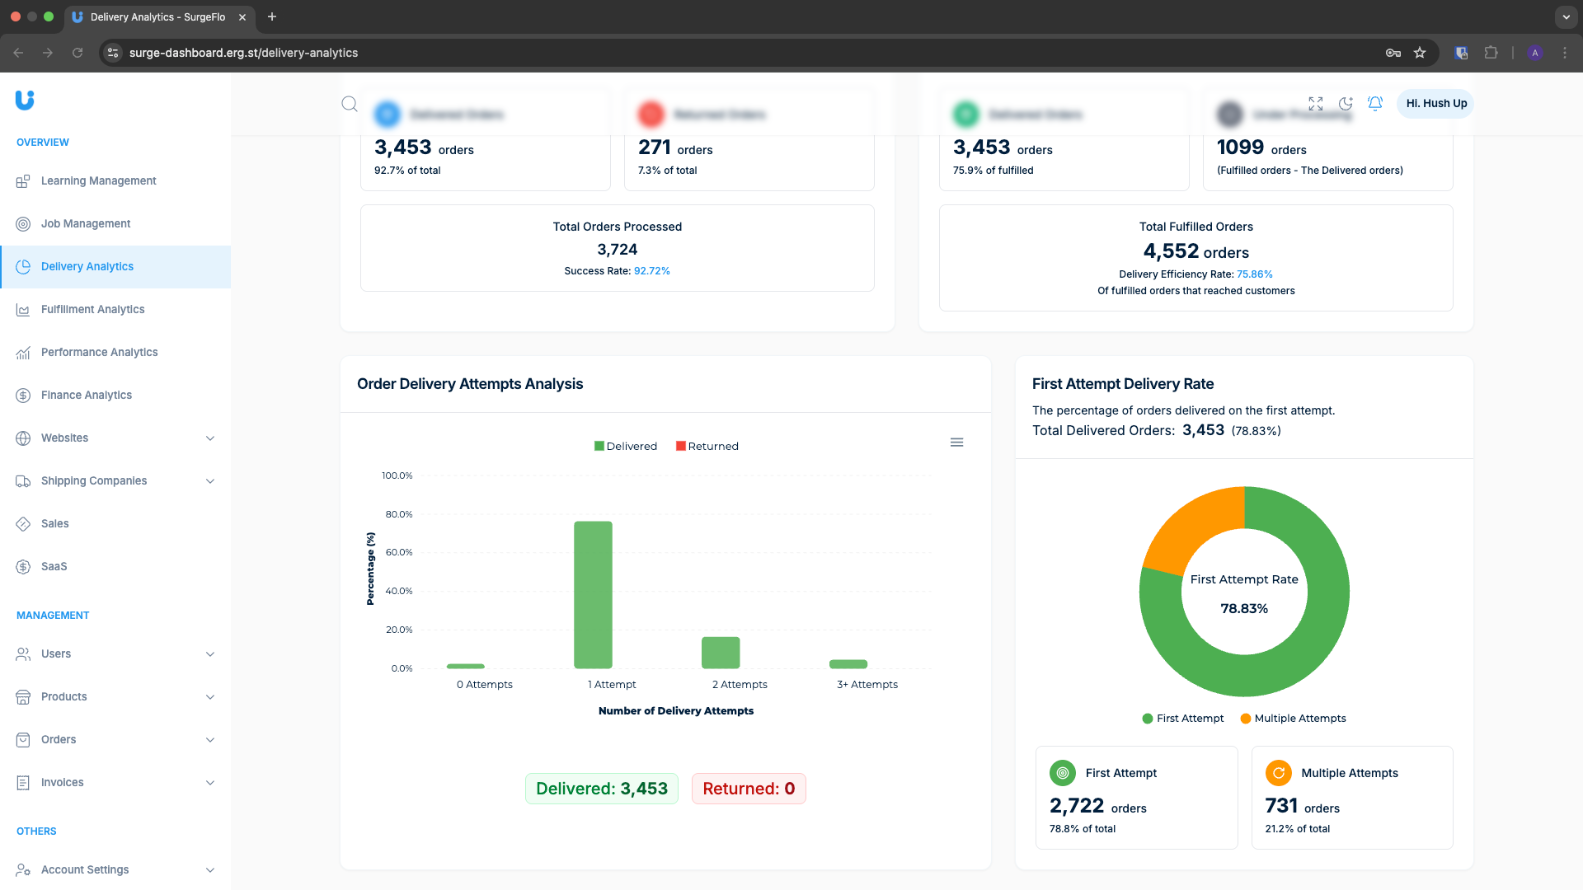 Delivery Analytics - SurgeFlo
surge-dashboard.erg.st/delivery-analytics
A
Hi. Hush Up
OVERVIEW
Learning Management
Job Management
Delivery Analytics
Fulfillment Analytics
Performance Analytics
Finance Analytics
Websites
Shipping Companies
Sales
SaaS
MANAGEMENT
Users
Products
Orders
Invoices
OTHERS
Account Settings
Delivered Orders
3,453 orders
92.7% of total
Returned Orders
271 orders
7.3% of total
Total Orders Processed
3,724
Success Rate: 92.72%
Delivered Orders
3,453 orders
75.9% of fulfilled
Under Processing
1099 orders
(Fulfilled orders - The Delivered orders)
Total Fulfilled Orders
4,552 orders
Delivery Efficiency Rate: 75.86%
Of fulfilled orders that reached customers
Order Delivery Attempts Analysis
Delivered Returned
100.0%
80.0%
60.0%
40.0%
20.0%
0.0%
Percentage (%)
0 Attempts 1 Attempt 2 Attempts 3+ Attempts
Number of Delivery Attempts
Delivered: 3,453 Returned: 0
First Attempt Delivery Rate
The percentage of orders delivered on the first attempt.
Total Delivered Orders: 3,453 (78.83%)
First Attempt Rate
78.83%
First Attempt Multiple Attempts
First Attempt
2,722 orders
78.8% of total
Multiple Attempts
731 orders
21.2% of total